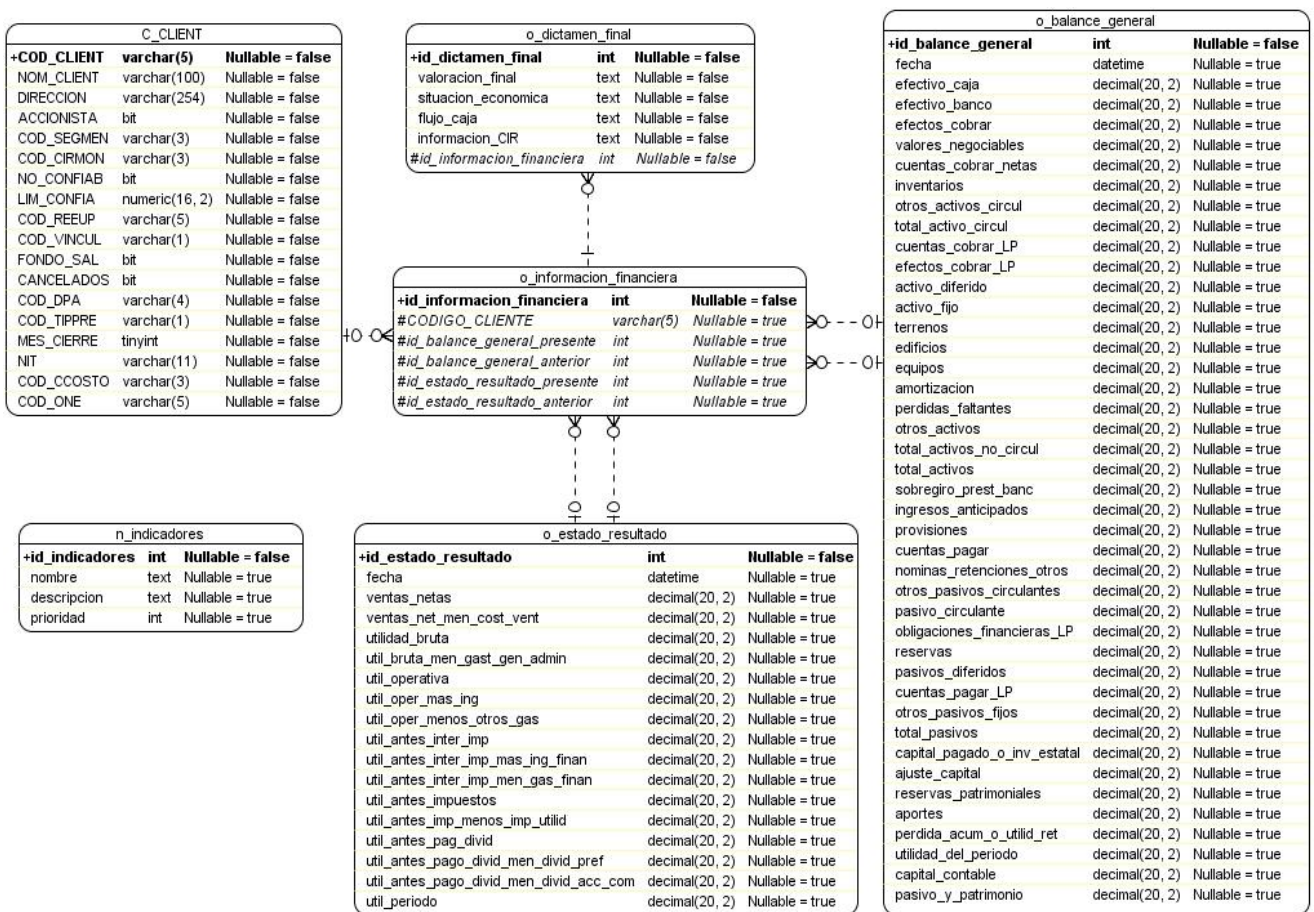 C_CLIENT
+COD_CLIENT varchar(5) Nullable = false
NOM_CLIENT varchar(100) Nullable = false
DIRECCION varchar(254) Nullable = false
ACCIONISTA bit Nullable = false
COD_SEGMEN varchar(3) Nullable = false
COD_CIRMON varchar(3) Nullable = false
NO_CONFIAB bit Nullable = false
LIM_CONFIA numeric(16, 2) Nullable = false
COD_REEUP varchar(5) Nullable = false
COD_VINCUL varchar(1) Nullable = false
FONDO_SAL bit Nullable = false
CANCELADOS bit Nullable = false
COD_DPA varchar(4) Nullable = false
COD_TIPPRE varchar(1) Nullable = false
MES_CIERRE tinyint Nullable = false
NIT varchar(11) Nullable = false
COD_CCOSTO varchar(3) Nullable = false
COD_ONE varchar(5) Nullable = false
o_dictamen_final
+id_dictamen_final int Nullable = false
valoracion_final text Nullable = false
situacion_economica text Nullable = false
flujo_caja text Nullable = false
informacion_CIR text Nullable = false
#id_informacion_financiera int Nullable = false
o_informacion_financiera
+id_informacion_financiera int Nullable = false
#CODIGO_CLIENTE varchar(5) Nullable = true
#id_balance_general_presente int Nullable = true
#id_balance_general_anterior int Nullable = true
#id_estado_resultado_presente int Nullable = true
#id_estado_resultado_anterior int Nullable = true
o_balance_general
+id_balance_general int Nullable = false
fecha datetime Nullable = true
efectivo_caja decimal(20, 2) Nullable = true
efectivo_banco decimal(20, 2) Nullable = true
efectos_cobrar decimal(20, 2) Nullable = true
valores_negociables decimal(20, 2) Nullable = true
cuentas_cobrar_netas decimal(20, 2) Nullable = true
inventarios decimal(20, 2) Nullable = true
otros_activos_circul decimal(20, 2) Nullable = true
total_activo_circul decimal(20, 2) Nullable = true
cuentas_cobrar_LP decimal(20, 2) Nullable = true
efectos_cobrar_LP decimal(20, 2) Nullable = true
activo_diferido decimal(20, 2) Nullable = true
activo_fijo decimal(20, 2) Nullable = true
terrenos decimal(20, 2) Nullable = true
edificios decimal(20, 2) Nullable = true
equipos decimal(20, 2) Nullable = true
amortizacion decimal(20, 2) Nullable = true
perdidas_faltantes decimal(20, 2) Nullable = true
otros_activos decimal(20, 2) Nullable = true
total_activos_no_circul decimal(20, 2) Nullable = true
total_activos decimal(20, 2) Nullable = true
sobregiro_prest_banc decimal(20, 2) Nullable = true
ingresos_anticipados decimal(20, 2) Nullable = true
provisiones decimal(20, 2) Nullable = true
cuentas_pagar decimal(20, 2) Nullable = true
nominas_retenciones_otros decimal(20, 2) Nullable = true
otros_pasivos_circulantes decimal(20, 2) Nullable = true
pasivo_circulante decimal(20, 2) Nullable = true
obligaciones_financieras_LP decimal(20, 2) Nullable = true
reservas decimal(20, 2) Nullable = true
pasivos_diferidos decimal(20, 2) Nullable = true
cuentas_pagar_LP decimal(20, 2) Nullable = true
otros_pasivos_fijos decimal(20, 2) Nullable = true
total_pasivos decimal(20, 2) Nullable = true
capital_pagado_o_inv_estatal decimal(20, 2) Nullable = true
ajuste_capital decimal(20, 2) Nullable = true
reservas_patrimoniales decimal(20, 2) Nullable = true
aportes decimal(20, 2) Nullable = true
perdida_acum_o_utilid_ret decimal(20, 2) Nullable = true
utilidad_del_periodo decimal(20, 2) Nullable = true
capital_contable decimal(20, 2) Nullable = true
pasivo_y_patrimonio decimal(20, 2) Nullable = true
n_indicadores
+id_indicadores int Nullable = false
nombre text Nullable = true
descripcion text Nullable = true
prioridad int Nullable = true
o_estado_resultado
+id_estado_resultado int Nullable = false
fecha datetime Nullable = true
ventas_netas decimal(20, 2) Nullable = true
ventas_net_men_cost_vent decimal(20, 2) Nullable = true
utilidad_bruta decimal(20, 2) Nullable = true
util_bruta_men_gast_gen_admin decimal(20, 2) Nullable = true
util_operativa decimal(20, 2) Nullable = true
util_oper_mas_ing decimal(20, 2) Nullable = true
util_oper_menos_otros_gas decimal(20, 2) Nullable = true
util_antes_inter_imp decimal(20, 2) Nullable = true
util_antes_inter_imp_mas_ing_finan decimal(20, 2) Nullable = true
util_antes_inter_imp_men_gas_finan decimal(20, 2) Nullable = true
util_antes_impuestos decimal(20, 2) Nullable = true
util_antes_imp_menos_imp_utilid decimal(20, 2) Nullable = true
util_antes_pag_divid decimal(20, 2) Nullable = true
util_antes_pago_divid_men_divid_pref decimal(20, 2) Nullable = true
util_antes_pago_divid_men_divid_acc_com decimal(20, 2) Nullable = true
util_periodo decimal(20, 2) Nullable = true